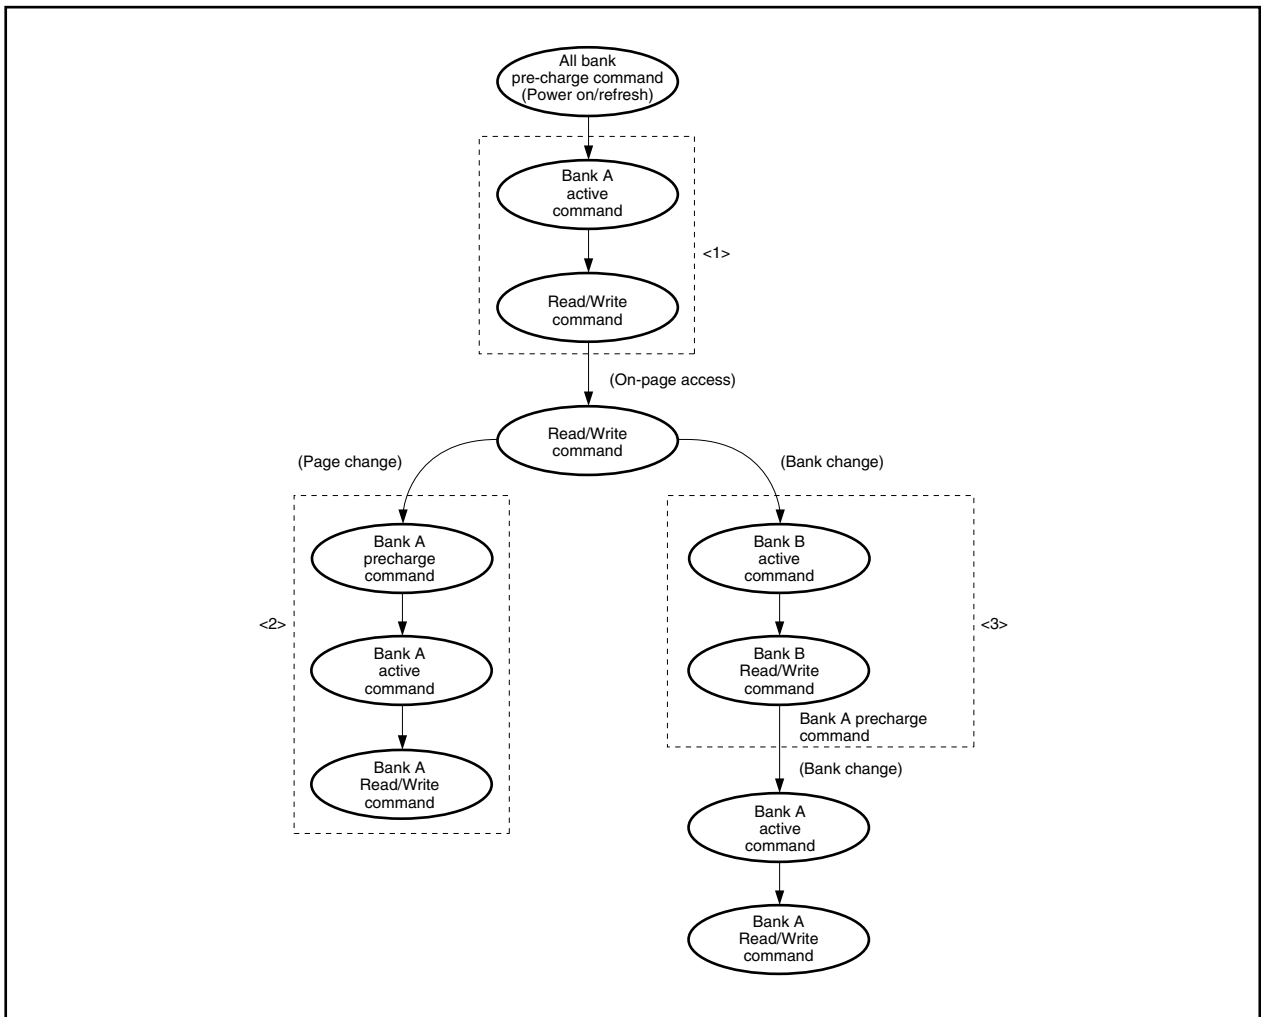 All bank
pre-charge command
(Power on/refresh)
Bank A
active
command
<1>
Read/Write
command
(On-page access)
Read/Write
command
(Page change)
(Bank change)
Bank A
precharge
command
Bank B
active
command
<2>
<3>
Bank A
active
command
Bank B
Read/Write
command
Bank A precharge
command
Bank A
Read/Write
command
(Bank change)
Bank A
active
command
Bank A
Read/Write
command